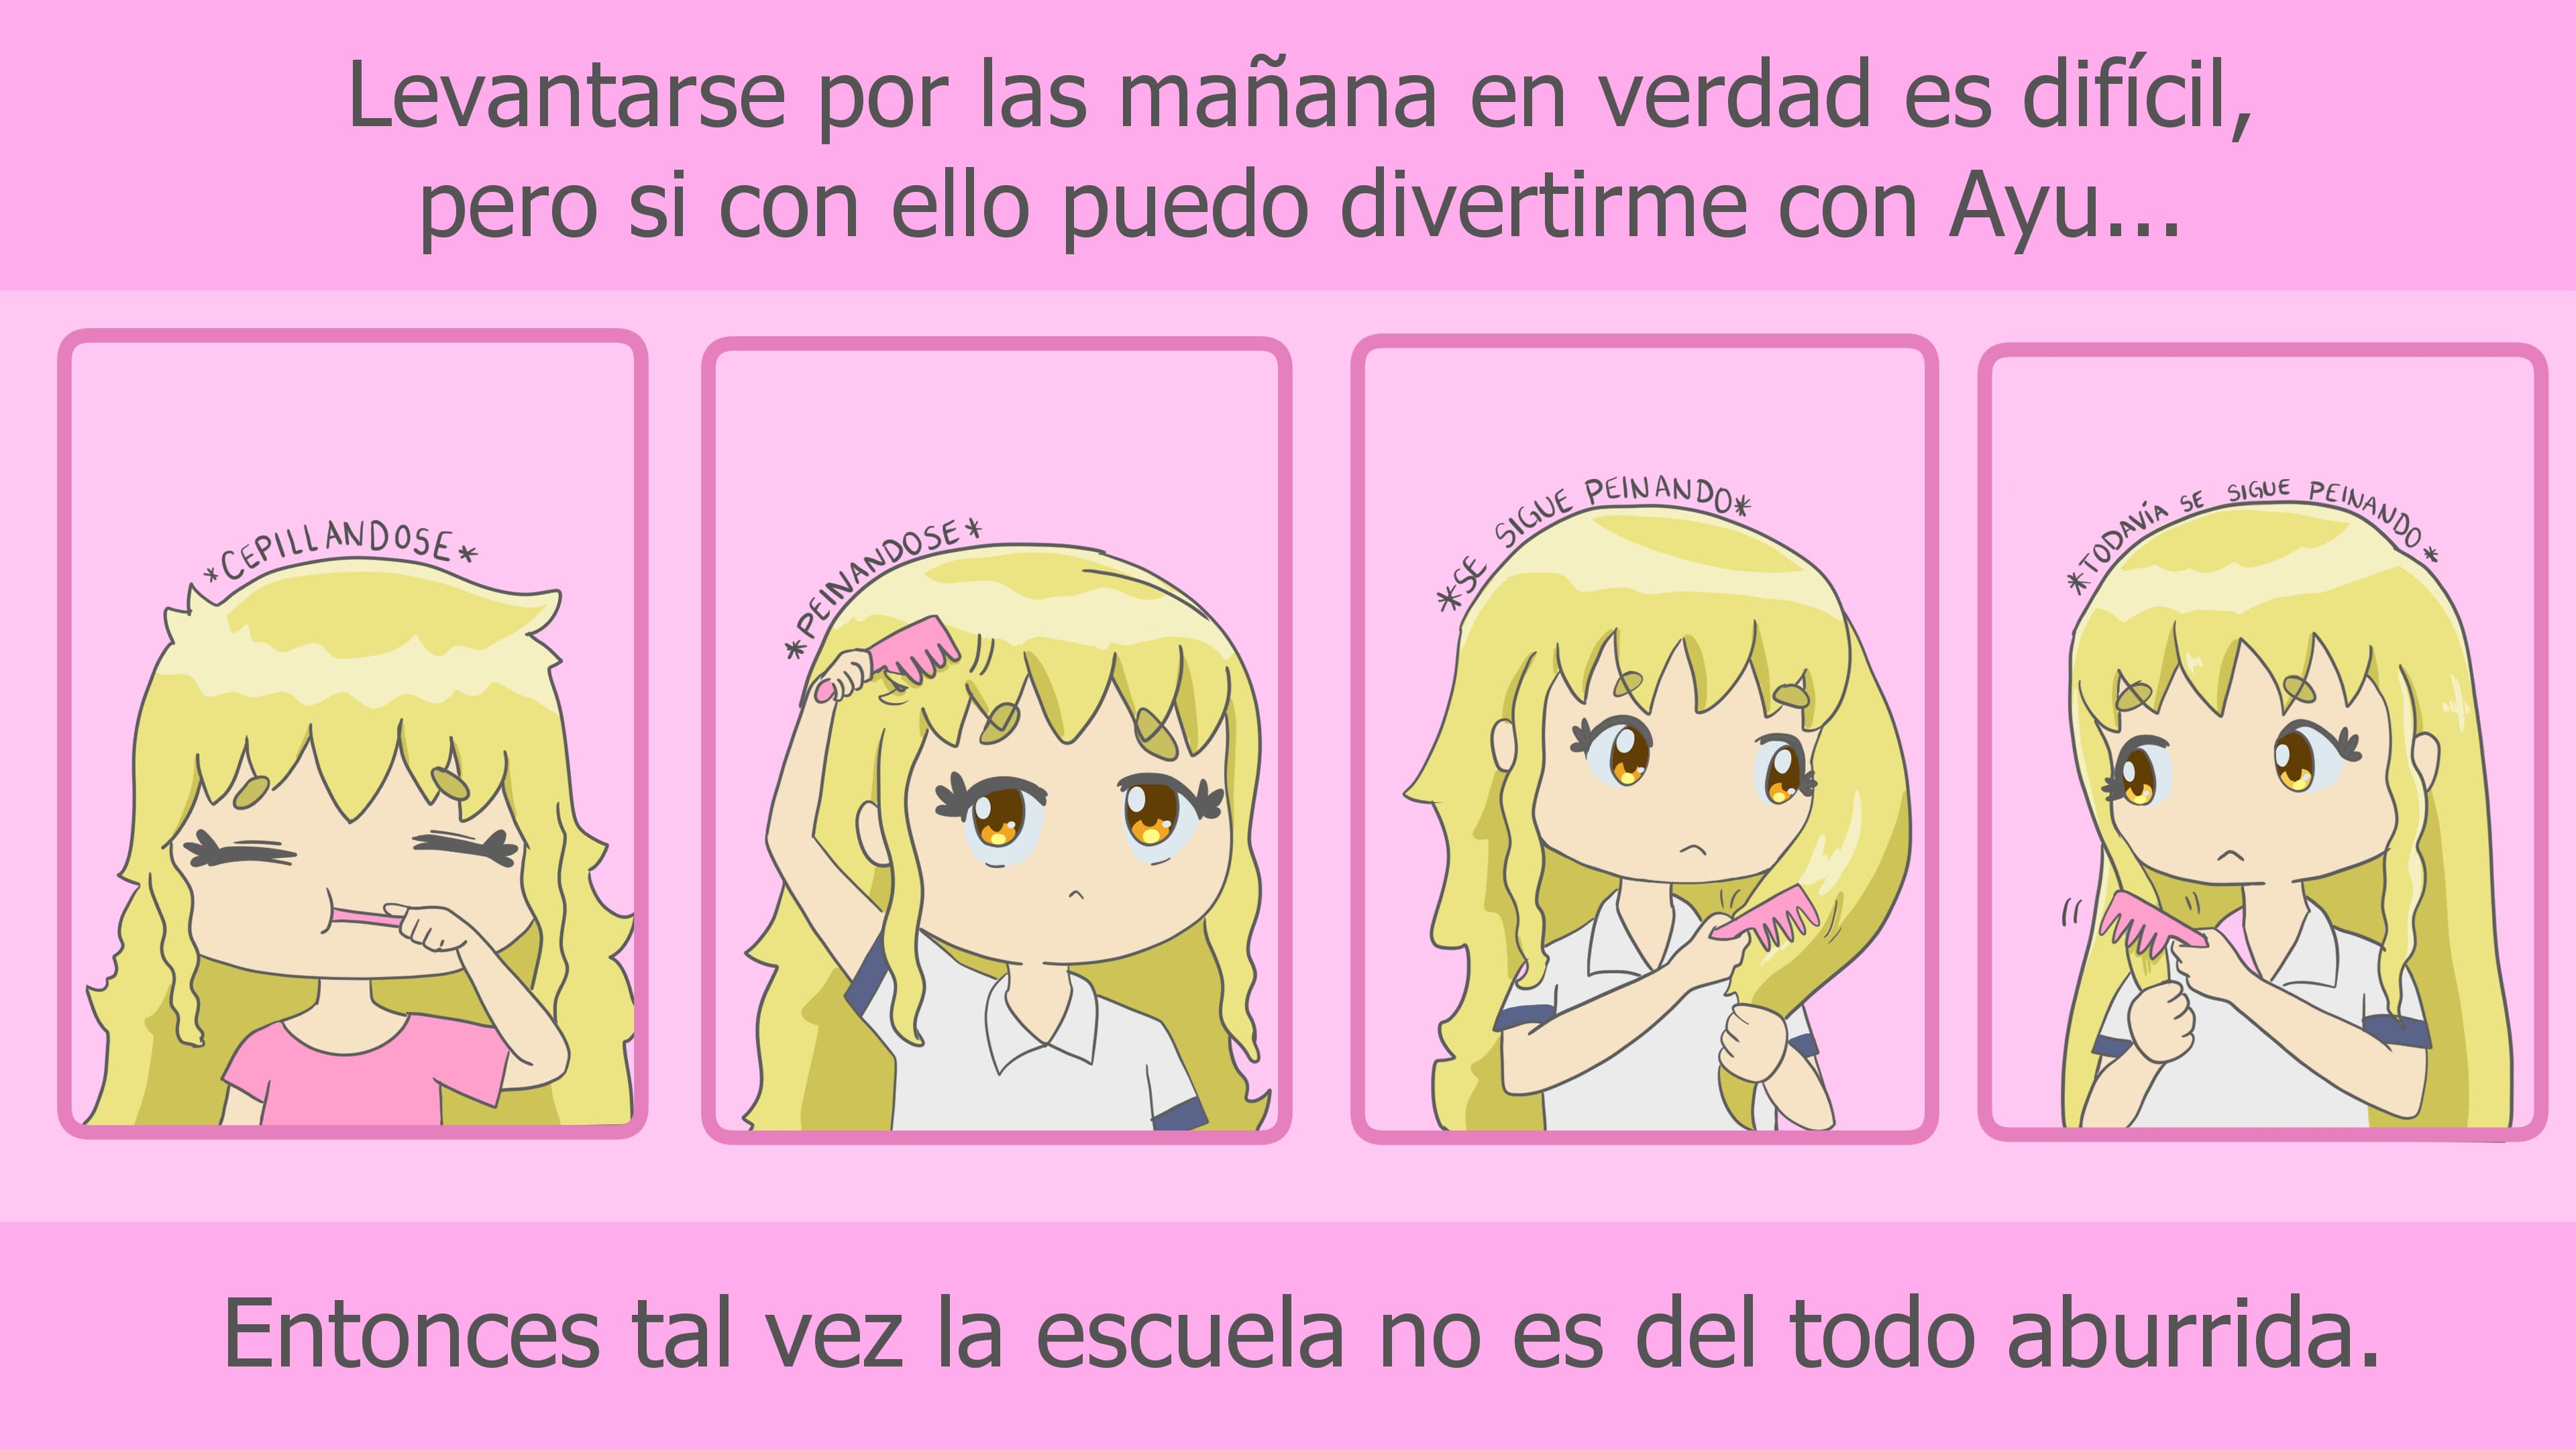 Levantarse por las mañana en verdad es difícil,
pero si con ello puedo divertirme con Ayu...
*CEPILLANDOSE*
*PEINANDOSE*
*SE SIGUE PEINANDO*
*TODAVÍA SE SIGUE PEINANDO*
Entonces tal vez la escuela no es del todo aburrida.